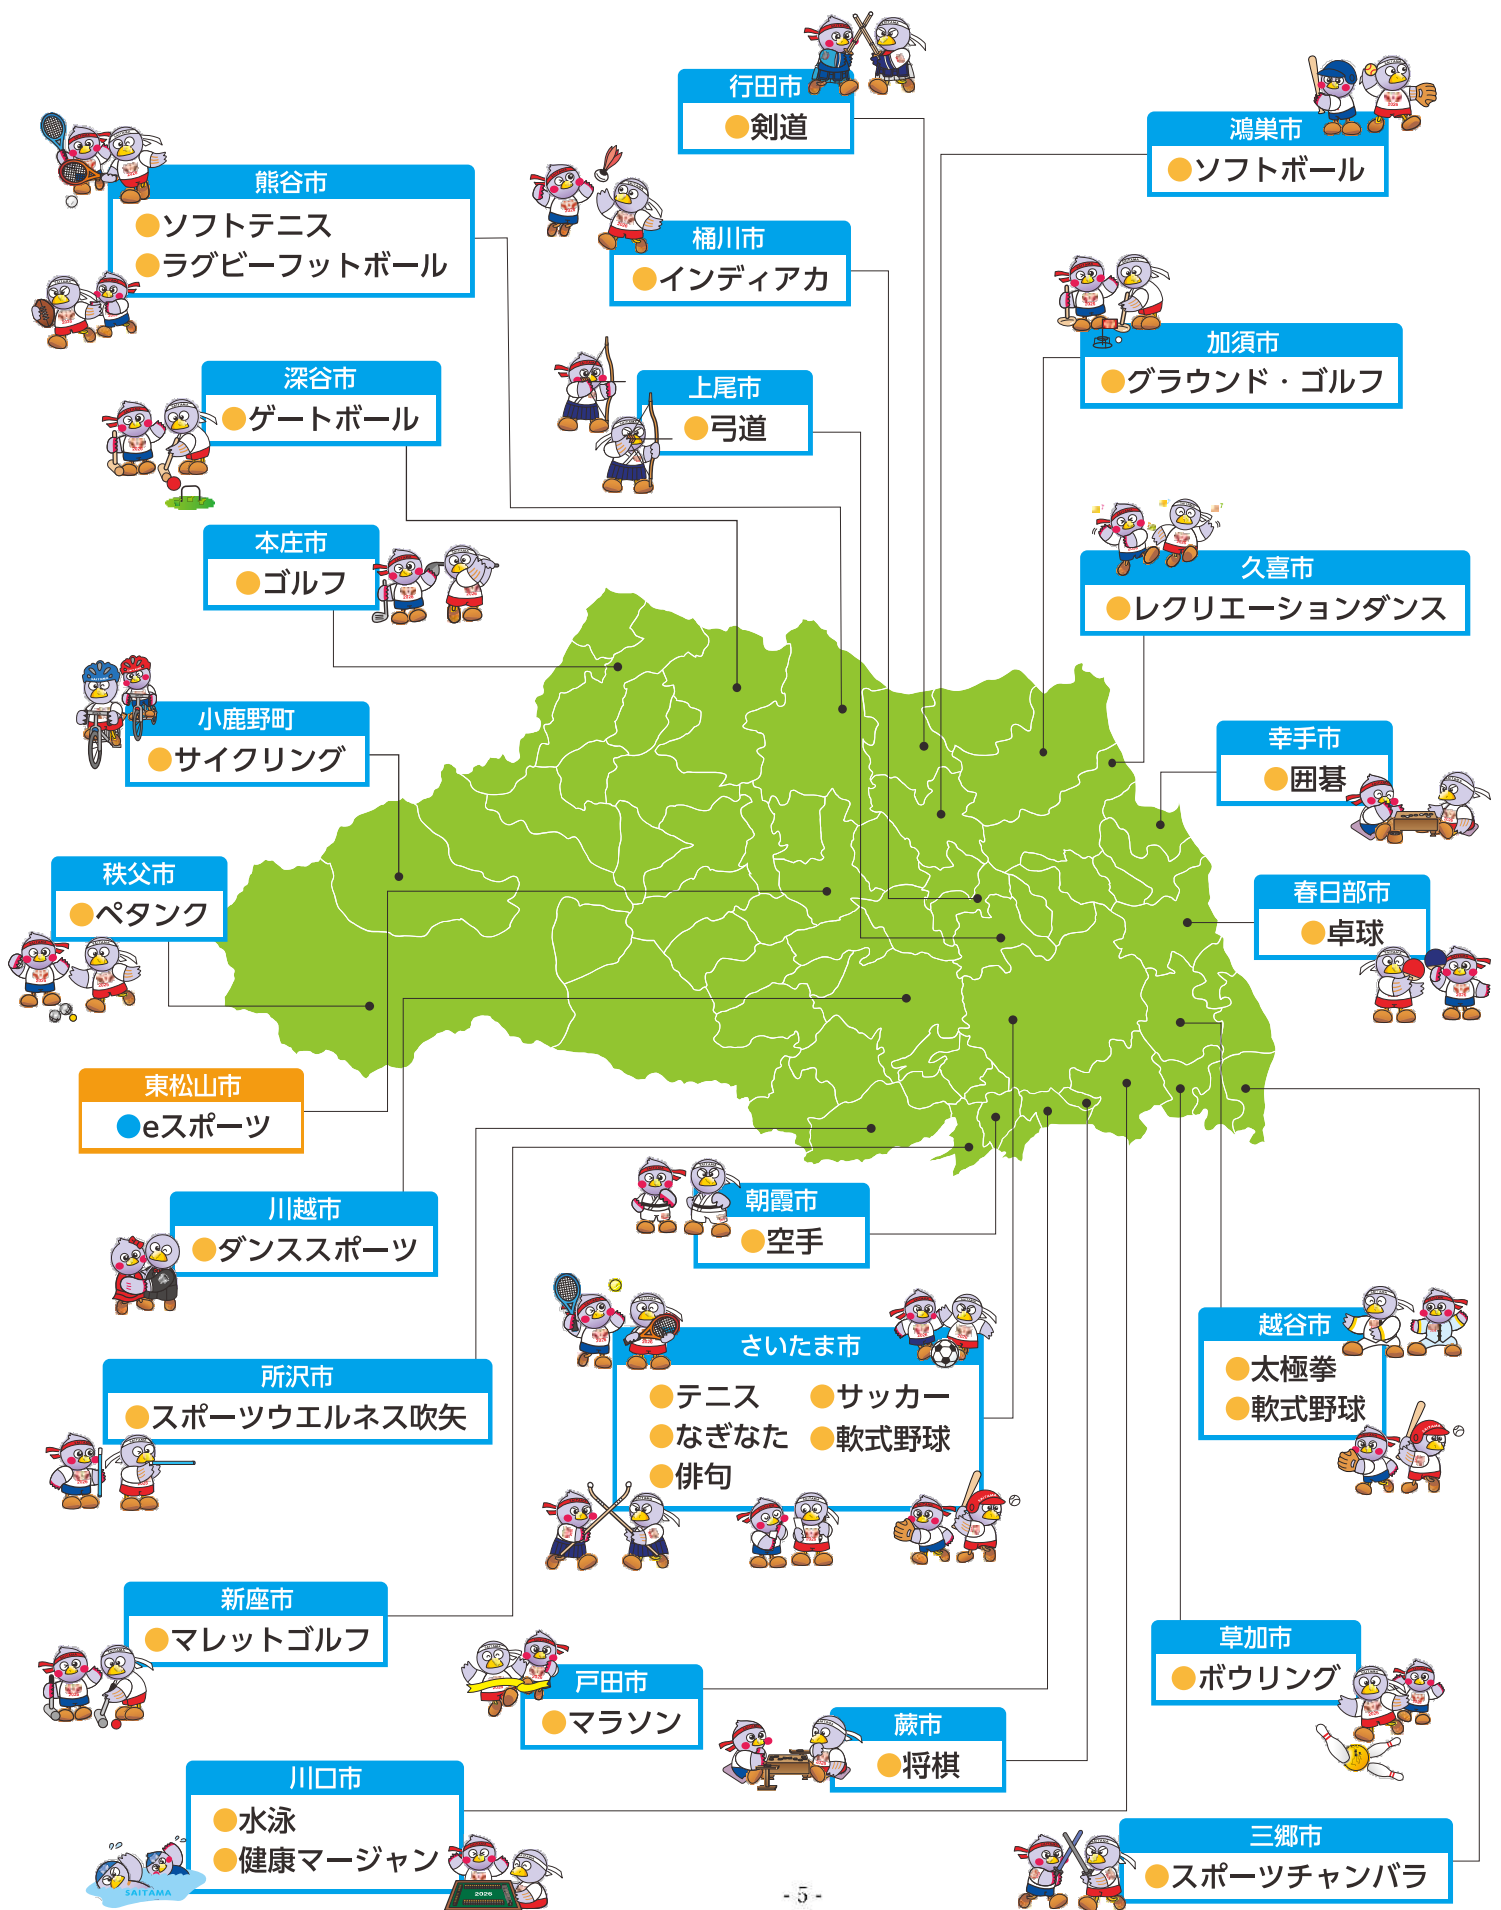 行田市
剣道
鴻巣市
ソフトボール
熊谷市
ソフトテニス
ラグビーフットボール
桶川市
インディアカ
加須市
グラウンド・ゴルフ
深谷市
ゲートボール
上尾市
弓道
本庄市
ゴルフ
久喜市
レクリエーションダンス
小鹿野町
サイクリング
幸手市
囲碁
秩父市
ペタンク
春日部市
卓球
東松山市
eスポーツ
川越市
ダンススポーツ
朝霞市
空手
さいたま市
テニス
サッカー
なぎなた
軟式野球
俳句
越谷市
太極拳
軟式野球
所沢市
スポーツウエルネス吹矢
新座市
マレットゴルフ
戸田市
マラソン
草加市
ボウリング
蕨市
将棋
川口市
水泳
健康マージャン
SAITAMA
2026
三郷市
スポーツチャンバラ
- 5 -